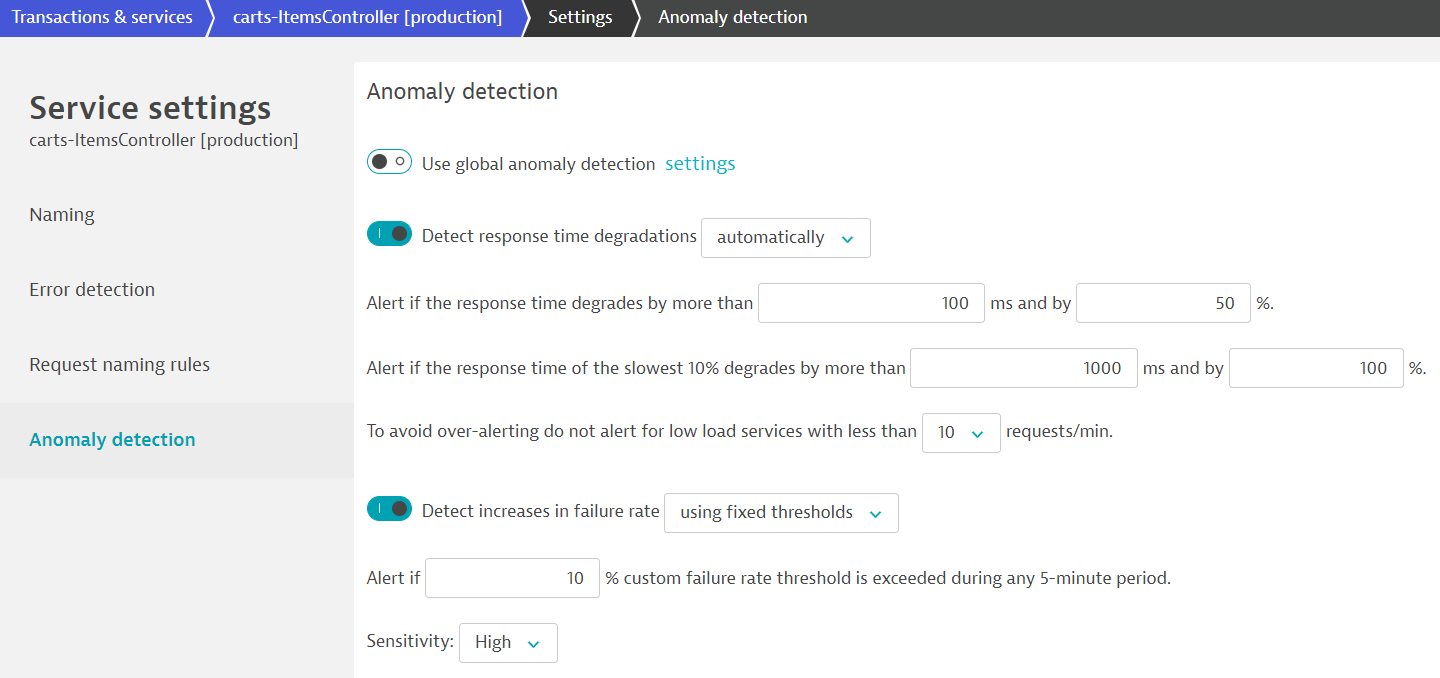 Transactions & services carts-ItemsController [production] Settings Anomaly detection
Service settings
carts-ItemsController [production]
Naming
Error detection
Request naming rules
Anomaly detection
Anomaly detection
Use global anomaly detection settings
Detect response time degradations automatically
Alert if the response time degrades by more than 100 ms and by 50 %.
Alert if the response time of the slowest 10% degrades by more than 1000 ms and by 100 %.
To avoid over-alerting do not alert for low load services with less than 10 requests/min.
Detect increases in failure rate using fixed thresholds
Alert if 10 % custom failure rate threshold is exceeded during any 5-minute period.
Sensitivity: High